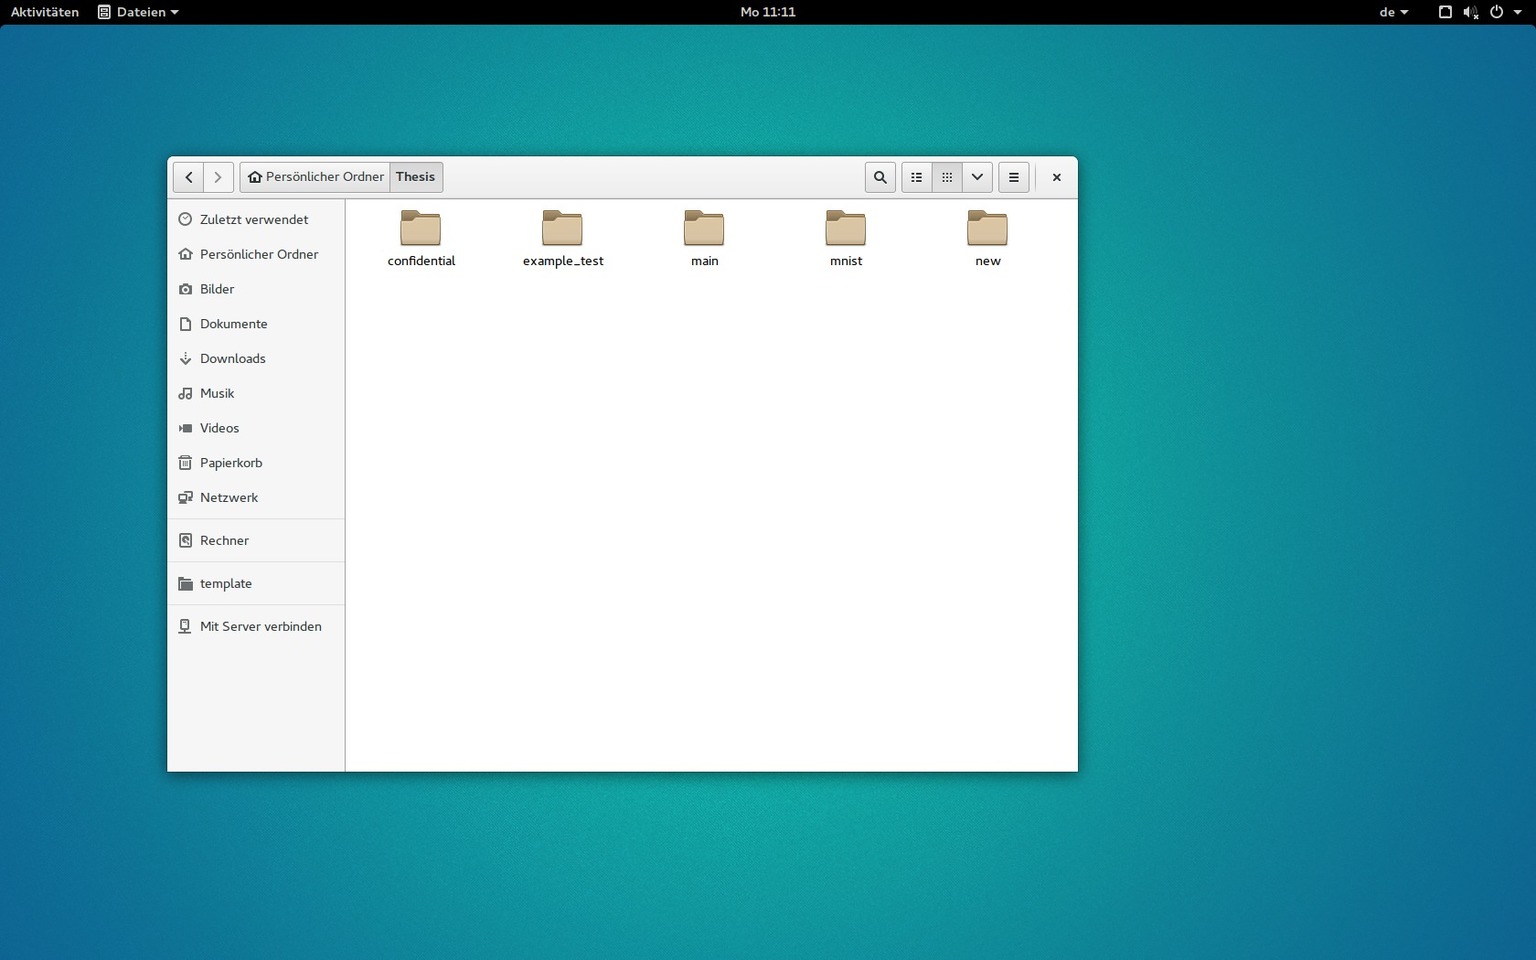 Aktivitäten Dateien Mo 11:11 de
Persönlicher Ordner Thesis
Zuletzt verwendet
Persönlicher Ordner
Bilder
Dokumente
Downloads
Musik
Videos
Papierkorb
Netzwerk
Rechner
template
Mit Server verbinden
confidential example_test main mnist new